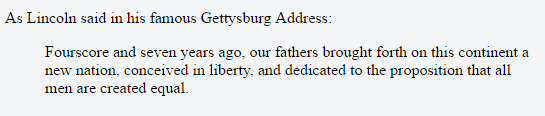 As Lincoln said in his famous Gettysburg Address:
Fourscore and seven years ago, our fathers brought forth on this continent a
new nation, conceived in liberty, and dedicated to the proposition that all
men are created equal.